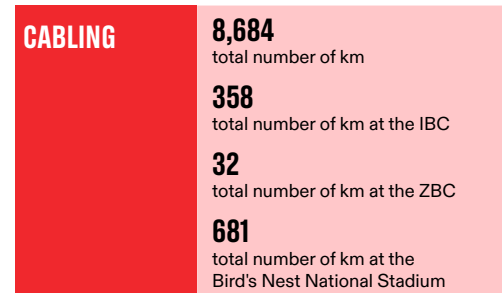 CABLING
8,684
total number of km
358
total number of km at the IBC
32
total number of km at the ZBC
681
total number of km at the
Bird's Nest National Stadium